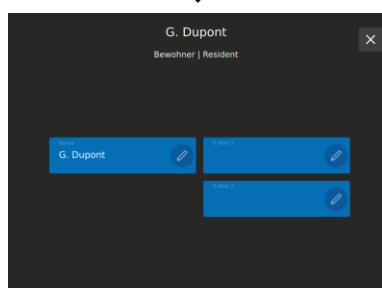 G. Dupont
Bewohner | Resident
Name
G. Dupont
E-Mail 1
E-Mail 2